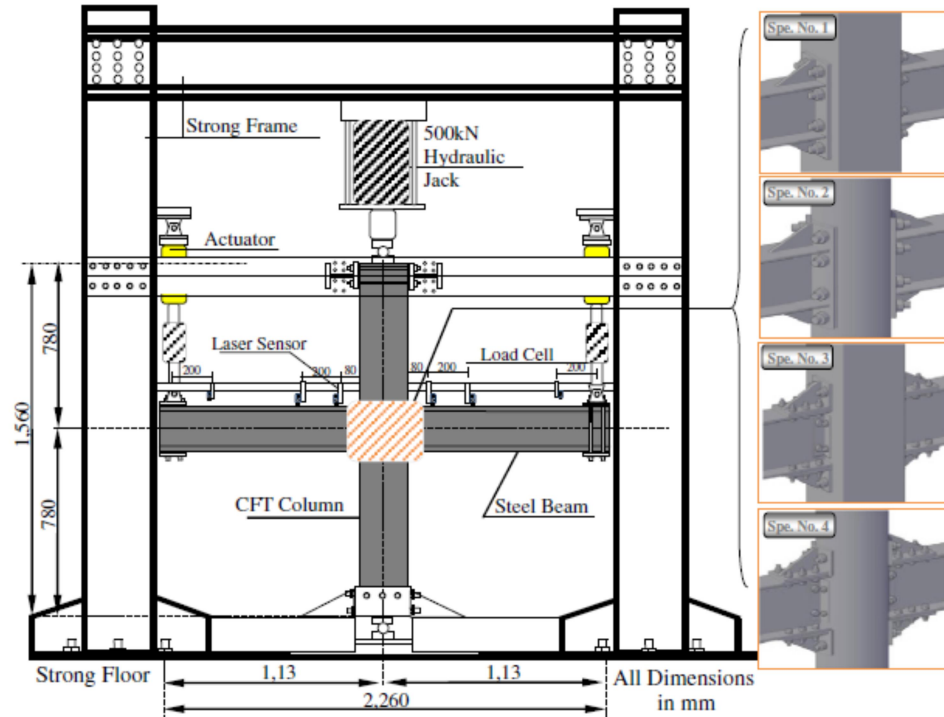 Spe. No. 1
Strong Frame
500kN
Hydraulic
Jack
Spe. No. 2
Actuator
780
Laser Sensor
Load Cell
200
200
80
80
200
200
Spe. No. 3
1,560
780
CFT Column
Steel Beam
Spe. No. 4
Strong Floor
1,13
1,13
All Dimensions
in mm
2,260